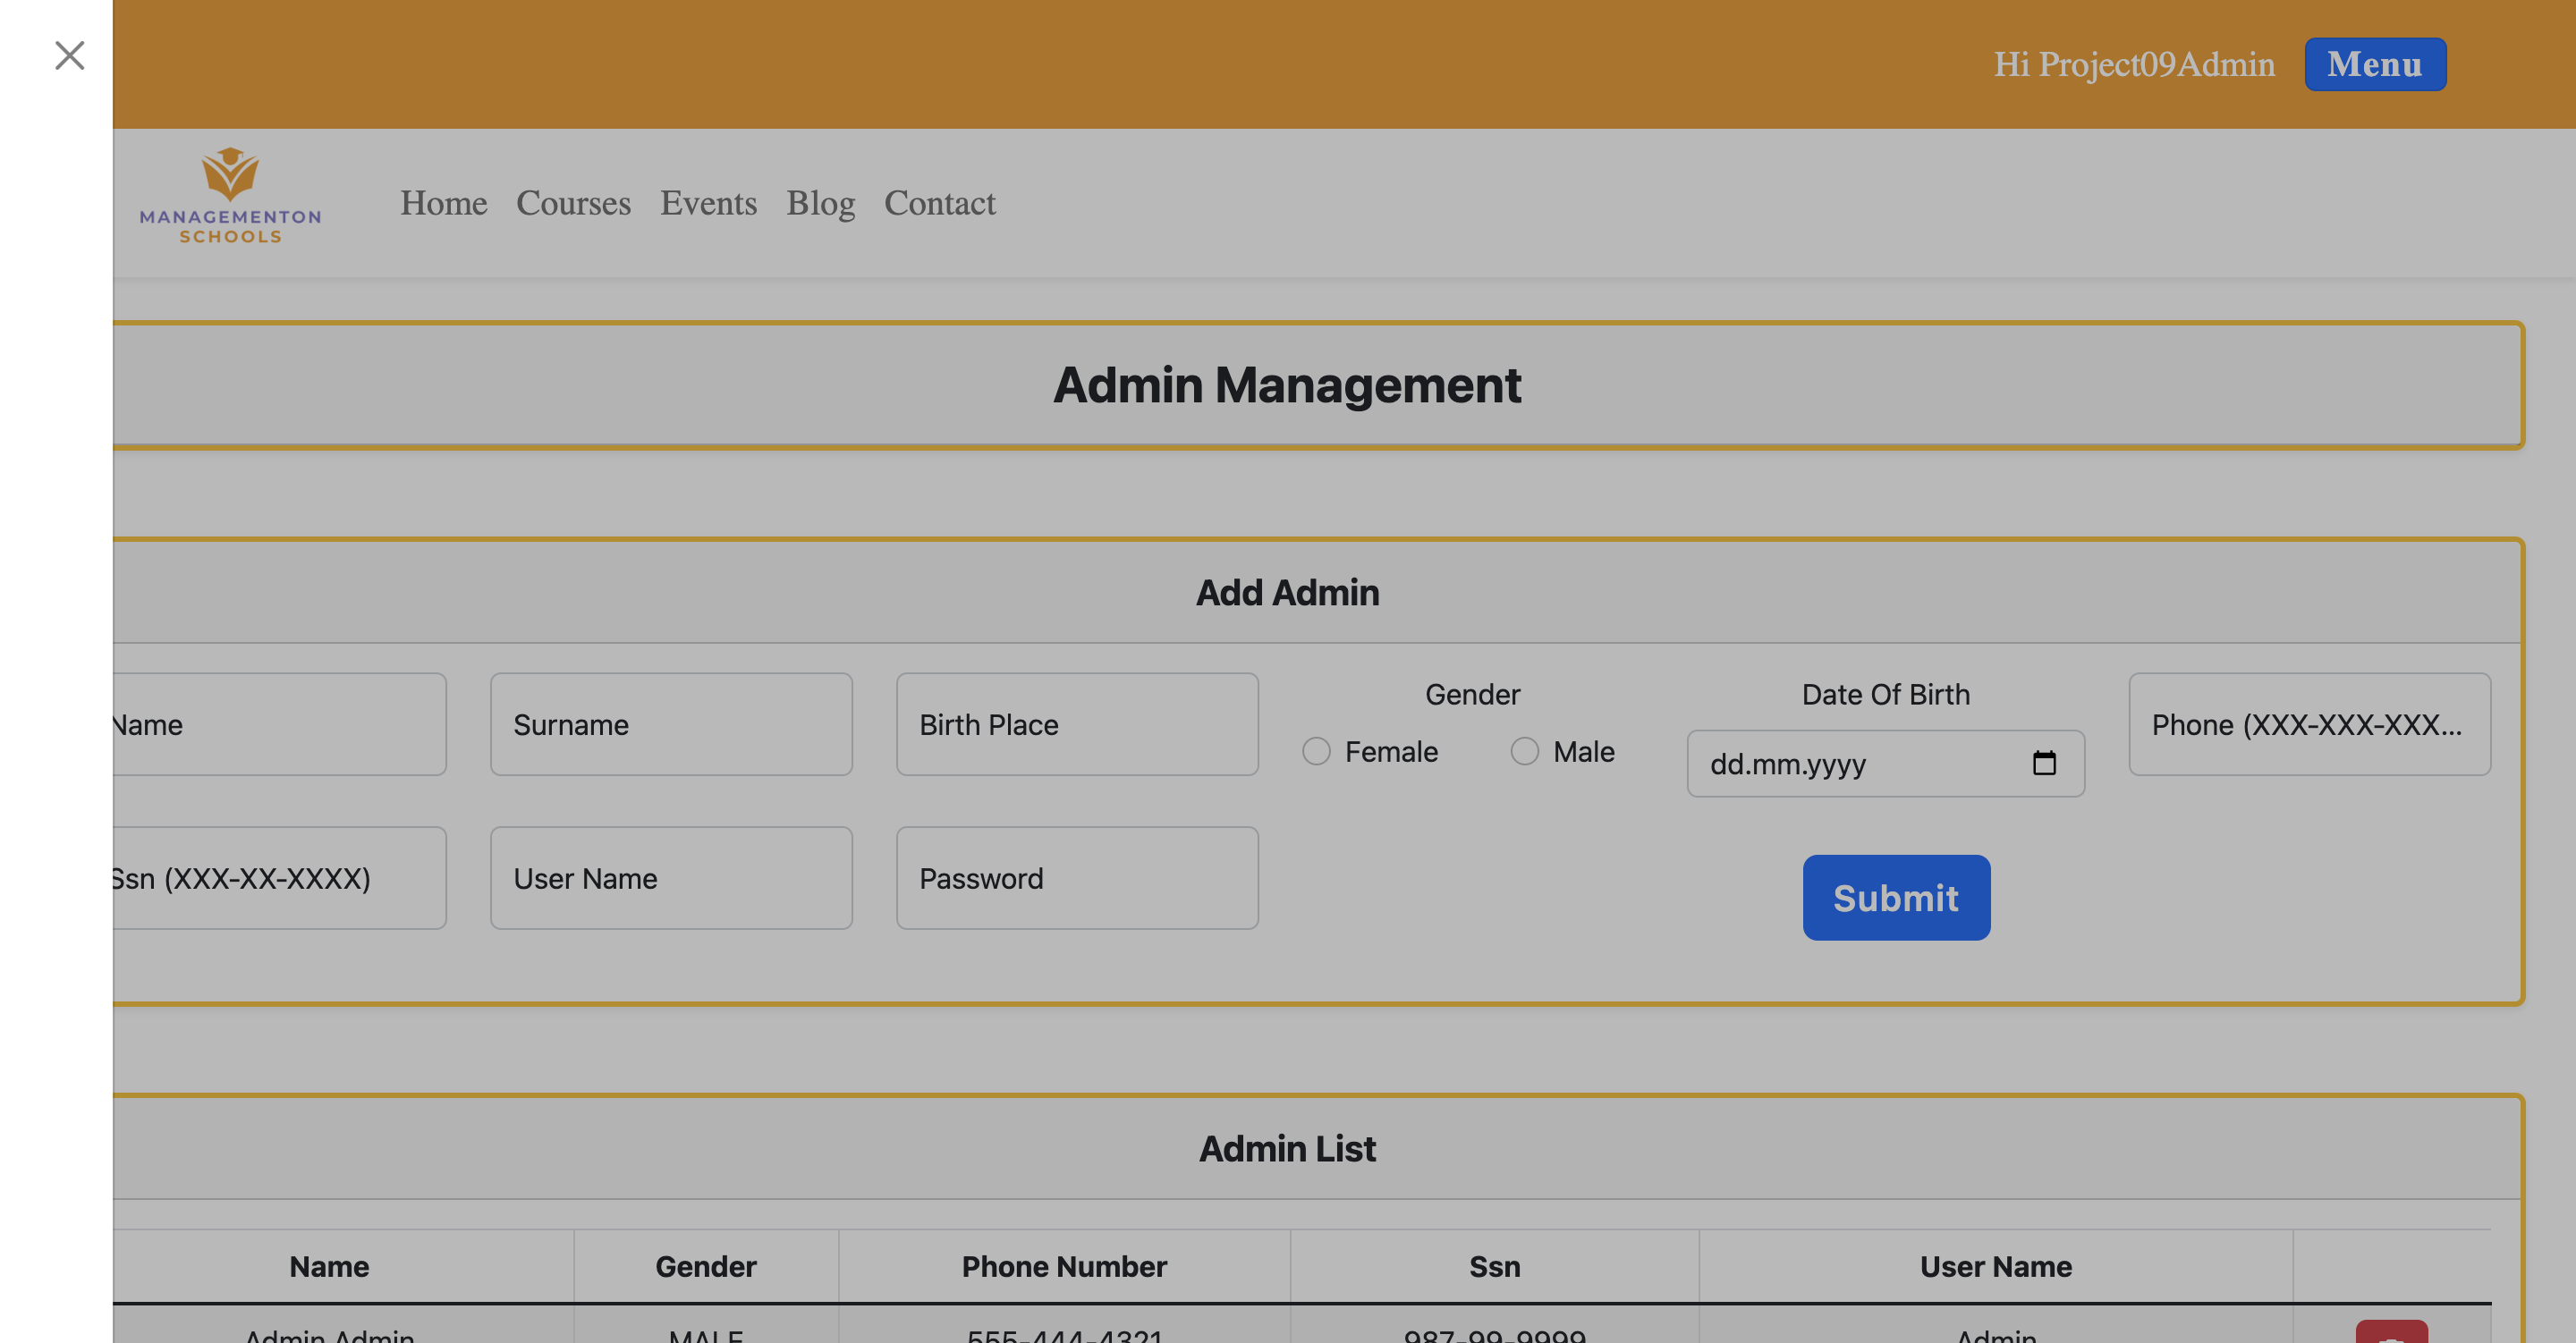 Hi Project09Admin Menu
MANAGEMENTON
SCHOOLS
Home Courses Events Blog Contact
Admin Management
Add Admin
Name Surname Birth Place Gender Female Male Date Of Birth dd.mm.yyyy Phone (XXX-XXX-XXX...
Ssn (XXX-XX-XXXX) User Name Password Submit
Admin List
Name Gender Phone Number Ssn User Name
Admin Admin MALE 555-444-4321 987-99-9999 Admin